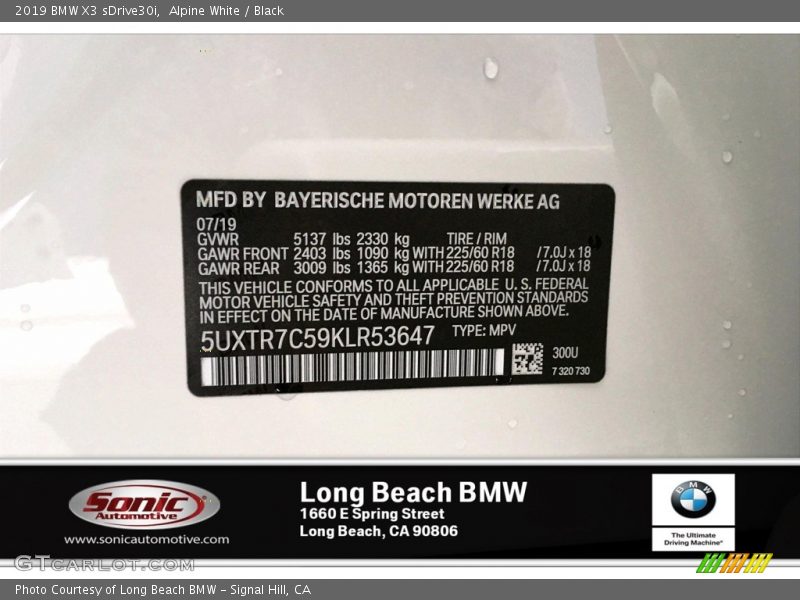 2019 BMW X3 sDrive30i, Alpine White / Black
MFD BY BAYERISCHE MOTOREN WERKE AG
07/19
GVWR 5137 lbs 2330 kg TIRE / RIM
GAWR FRONT 2403 lbs 1090 kg WITH 225/60 R18 /7.0J x 18
GAWR REAR 3009 lbs 1365 kg WITH 225/60 R18 /7.0J x 18
THIS VEHICLE CONFORMS TO ALL APPLICABLE U. S. FEDERAL
MOTOR VEHICLE SAFETY AND THEFT PREVENTION STANDARDS
IN EFFECT ON THE DATE OF MANUFACTURE SHOWN ABOVE.
5UXTR7C59KLR53647 TYPE: MPV
300U
7 320 730
Sonic
Automotive
www.sonicautomotive.com
Long Beach BMW
1660 E Spring Street
Long Beach, CA 90806
BMW
The Ultimate
Driving Machine®
GTcarlot.com
Photo Courtesy of Long Beach BMW - Signal Hill, CA